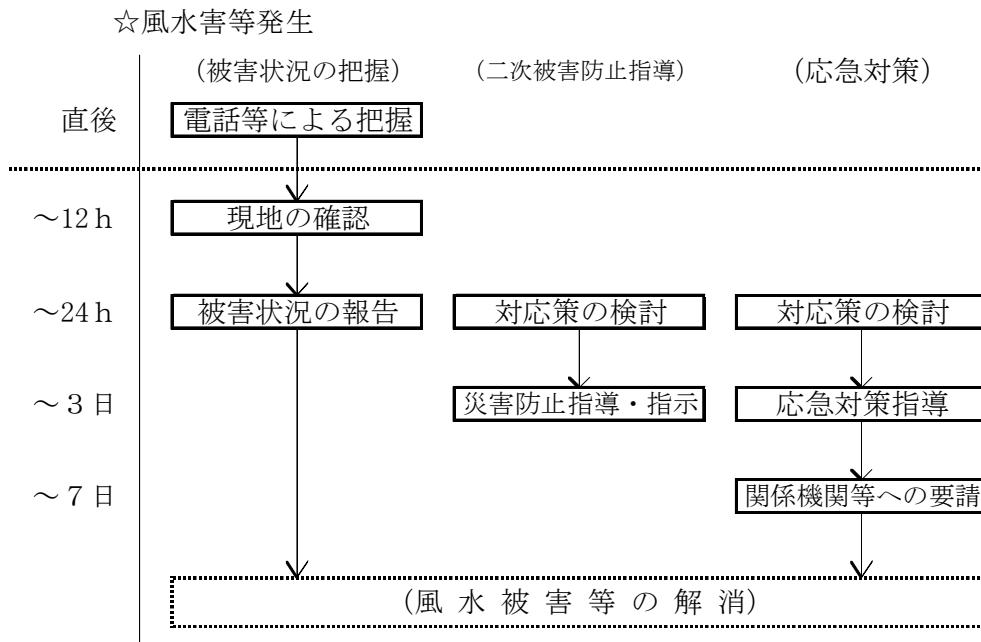 ☆風水害等発生
(被害状況の把握) (二次被害防止指導) (応急対策)
直後 電話等による把握
～12ｈ 現地の確認
～24ｈ 被害状況の報告 対応策の検討 対応策の検討
～３日 災害防止指導・指示 応急対策指導
～７日 関係機関等への要請
(風 水 被 害 等 の 解 消)